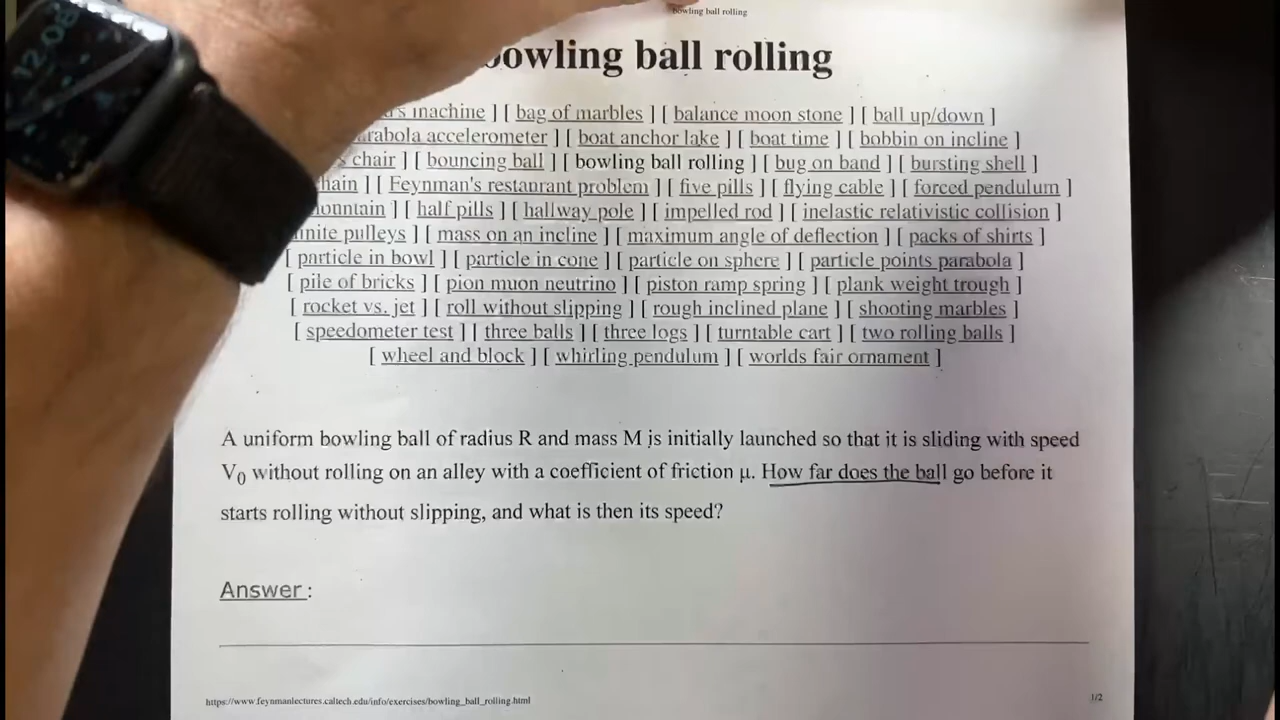 bowling ball rolling
bowling ball rolling
machine ] [ bag of marbles ] [ balance moon stone ] [ ball up/down ]
accelerometer ] [ boat anchor lake ] [ boat time ] [ bobbin on incline ]
chair ] [ bouncing ball ] [ bowling ball rolling ] [ bug on band ] [ bursting shell ]
] [ Feynman's restaurant problem ] [ five pills ] [ flying cable ] [ forced pendulum ]
] [ half pills ] [ hallway pole ] [ impelled rod ] [ inelastic relativistic collision ]
pulleys ] [ mass on an incline ] [ maximum angle of deflection ] [ packs of shirts ]
[ particle in bowl ] [ particle in cone ] [ particle on sphere ] [ particle points parabola ]
[ pile of bricks ] [ pion muon neutrino ] [ piston ramp spring ] [ plank weight trough ]
[ rocket vs. jet ] [ roll without slipping ] [ rough inclined plane ] [ shooting marbles ]
[ speedometer test ] [ three balls ] [ three logs ] [ turntable cart ] [ two rolling balls ]
[ wheel and block ] [ whirling pendulum ] [ worlds fair ornament ]
A uniform bowling ball of radius R and mass M is initially launched so that it is sliding with speed
V0 without rolling on an alley with a coefficient of friction μ. How far does the ball go before it
starts rolling without slipping, and what is then its speed?
Answer :
https://www.feynmanlectures.caltech.edu/info/exercises/bowling_ball_rolling.html
1/2
12:08